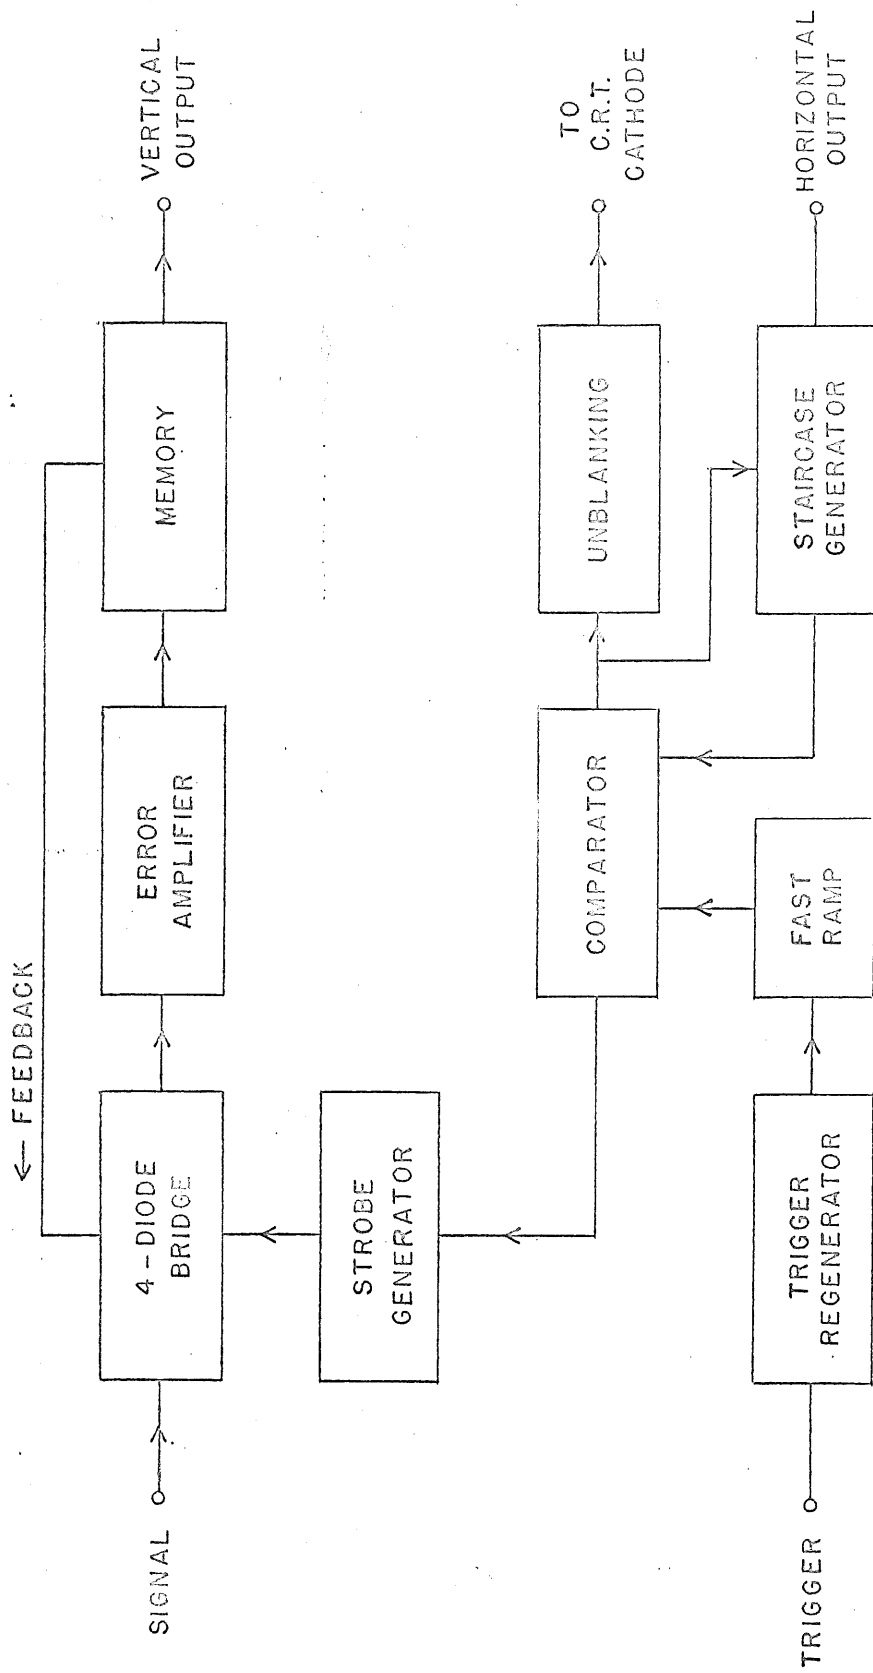 ← FEEDBACK
SIGNAL
4-DIODE
BRIDGE
ERROR
AMPLIFIER
MEMORY
VERTICAL
OUTPUT
STROBE
GENERATOR
COMPARATOR
UNBLANKING
TO
C.R.T.
CATHODE
TRIGGER
TRIGGER
REGENERATOR
FAST
RAMP
STAIRCASE
GENERATOR
HORIZONTAL
OUTPUT